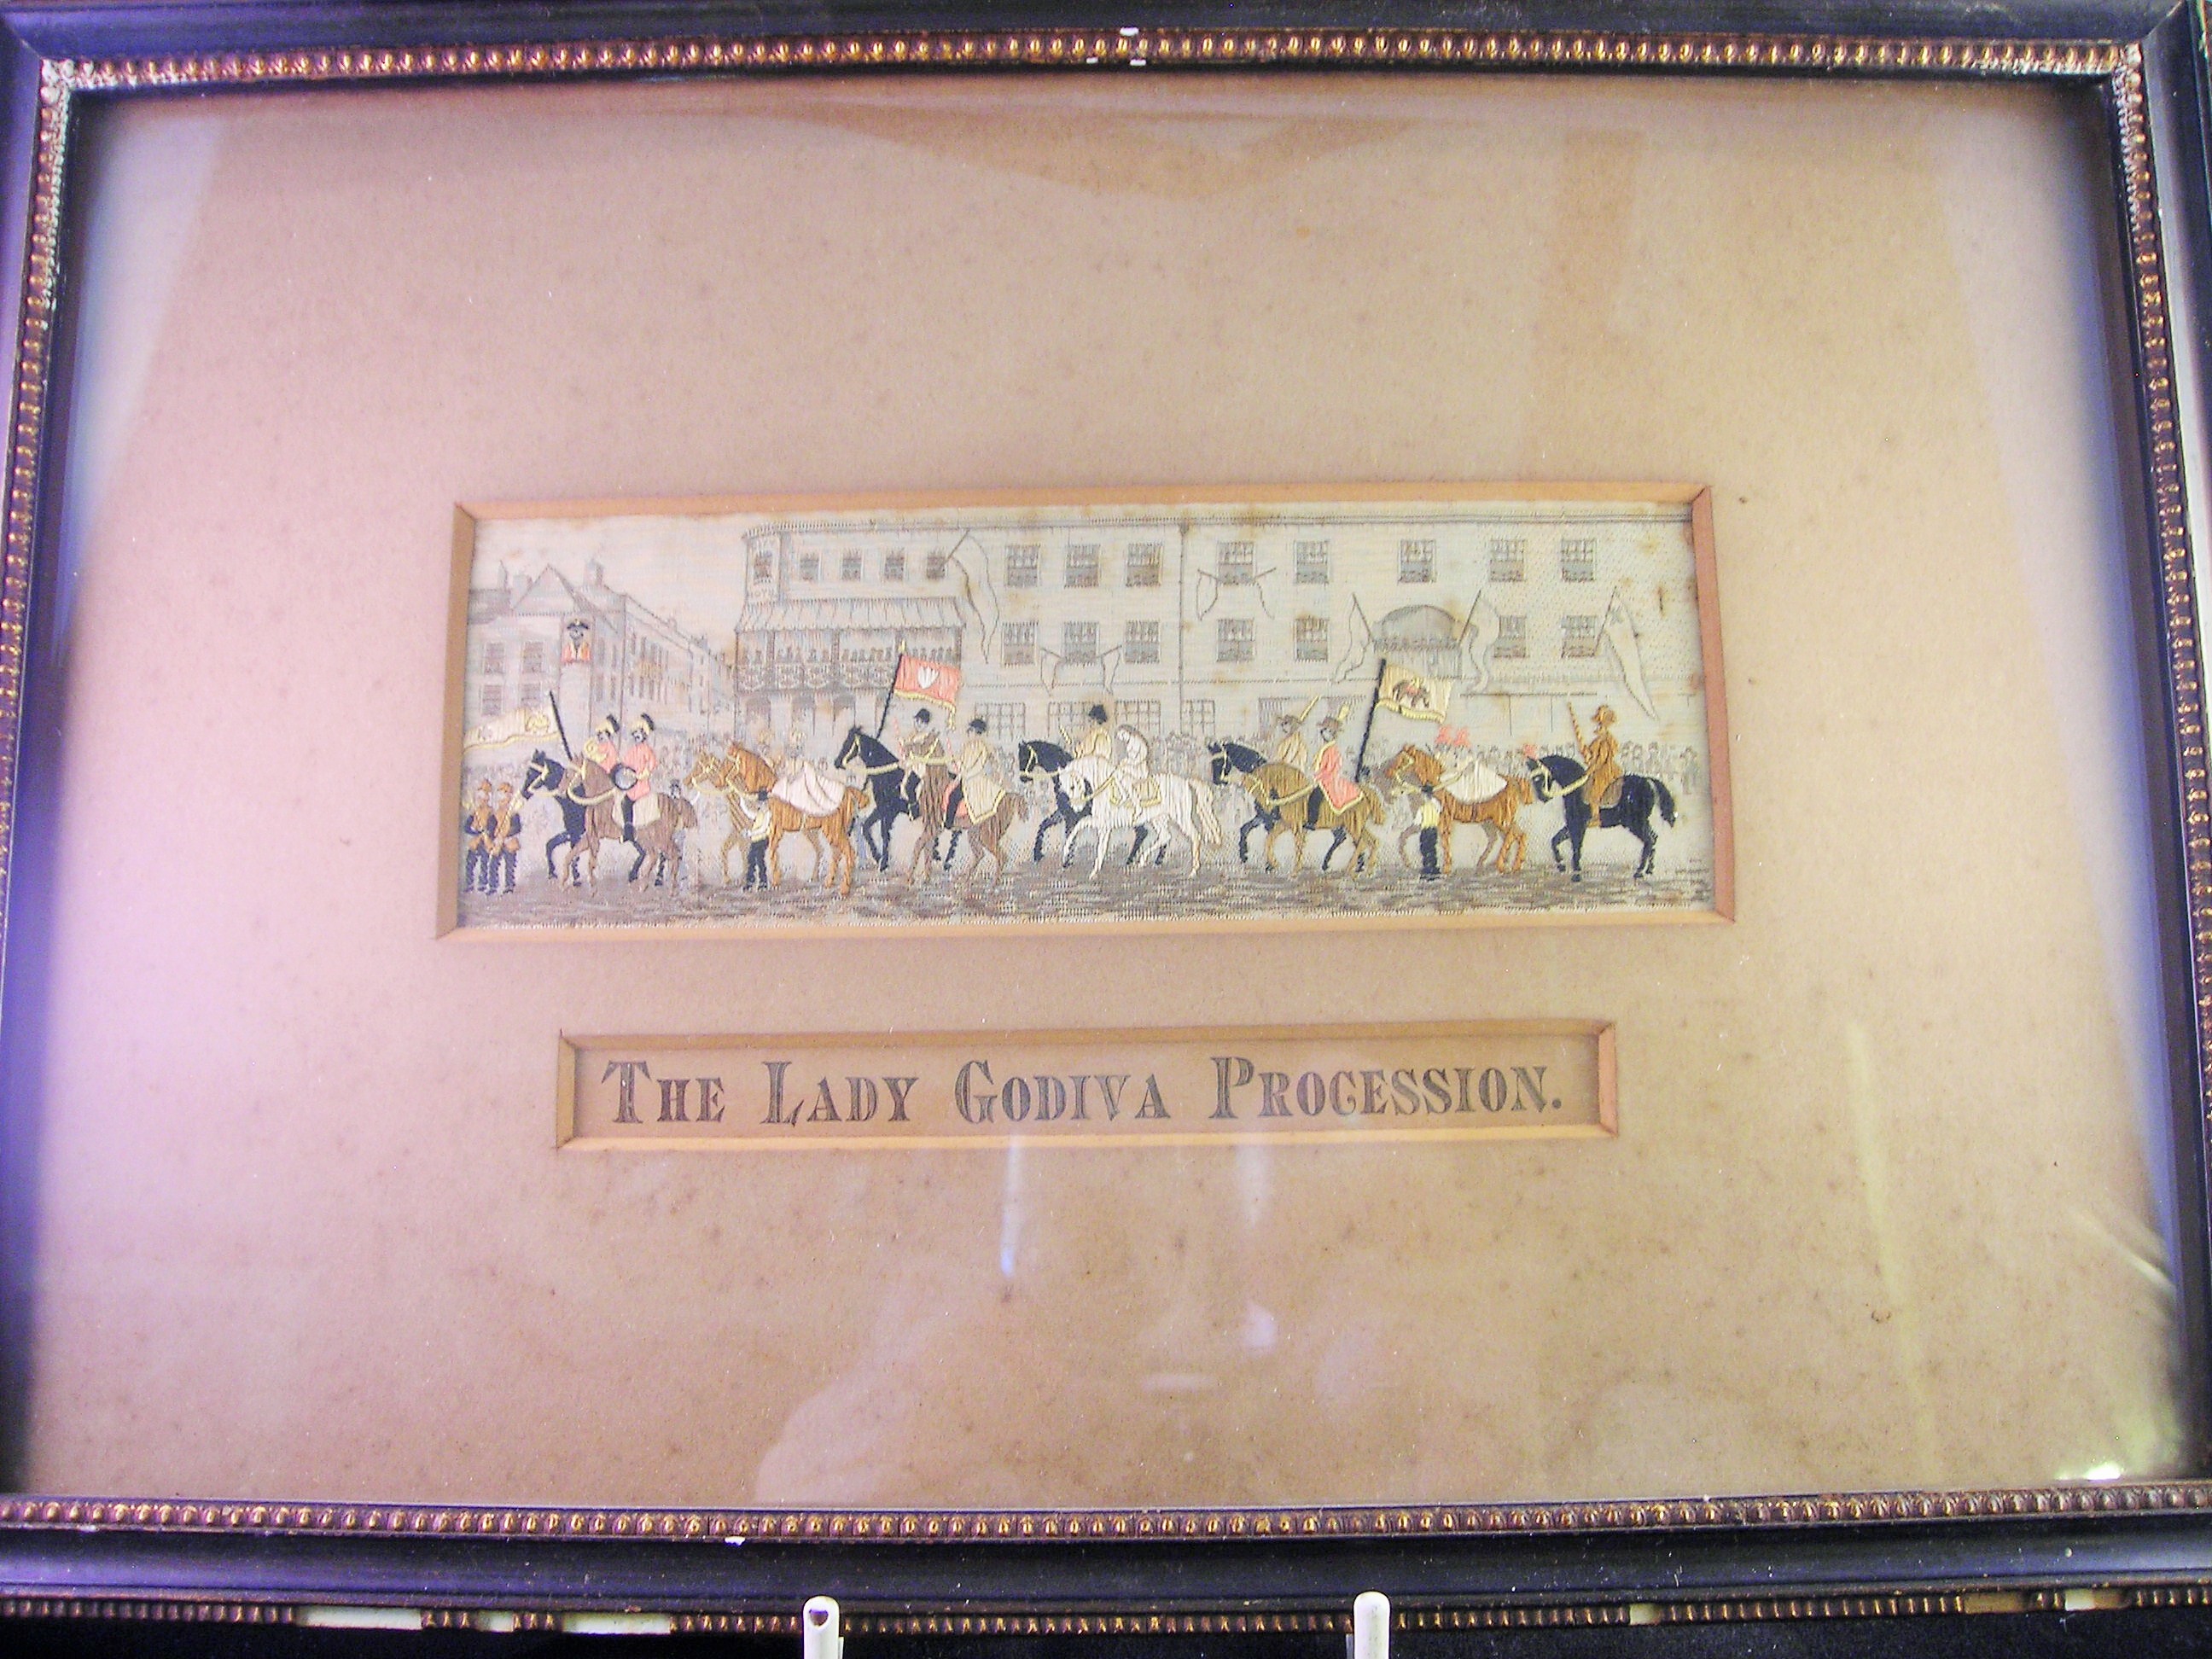 THE LADY GODIVA PROCESSION.